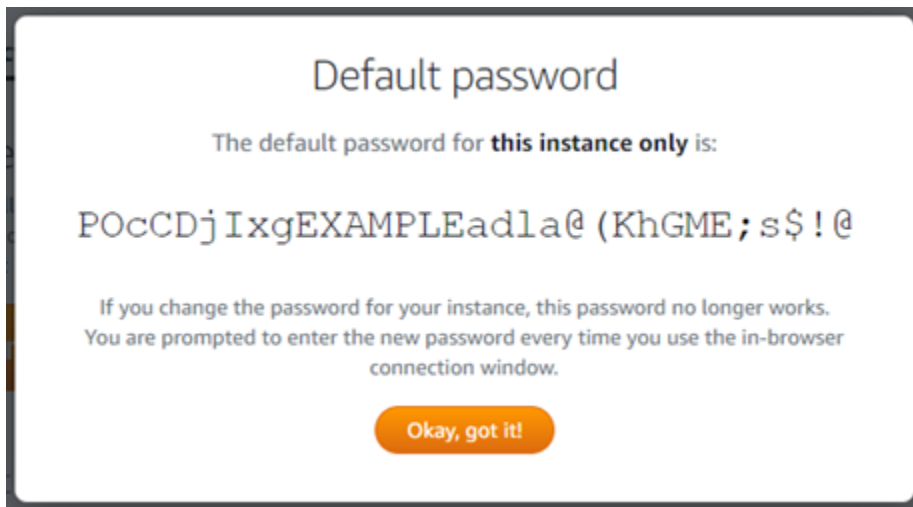 Default password
The default password for this instance only is:
POcCDjIxgEXAMPLEadla@(KhGME;s$!@
If you change the password for your instance, this password no longer works.
You are prompted to enter the new password every time you use the in-browser
connection window.
Okay, got it!